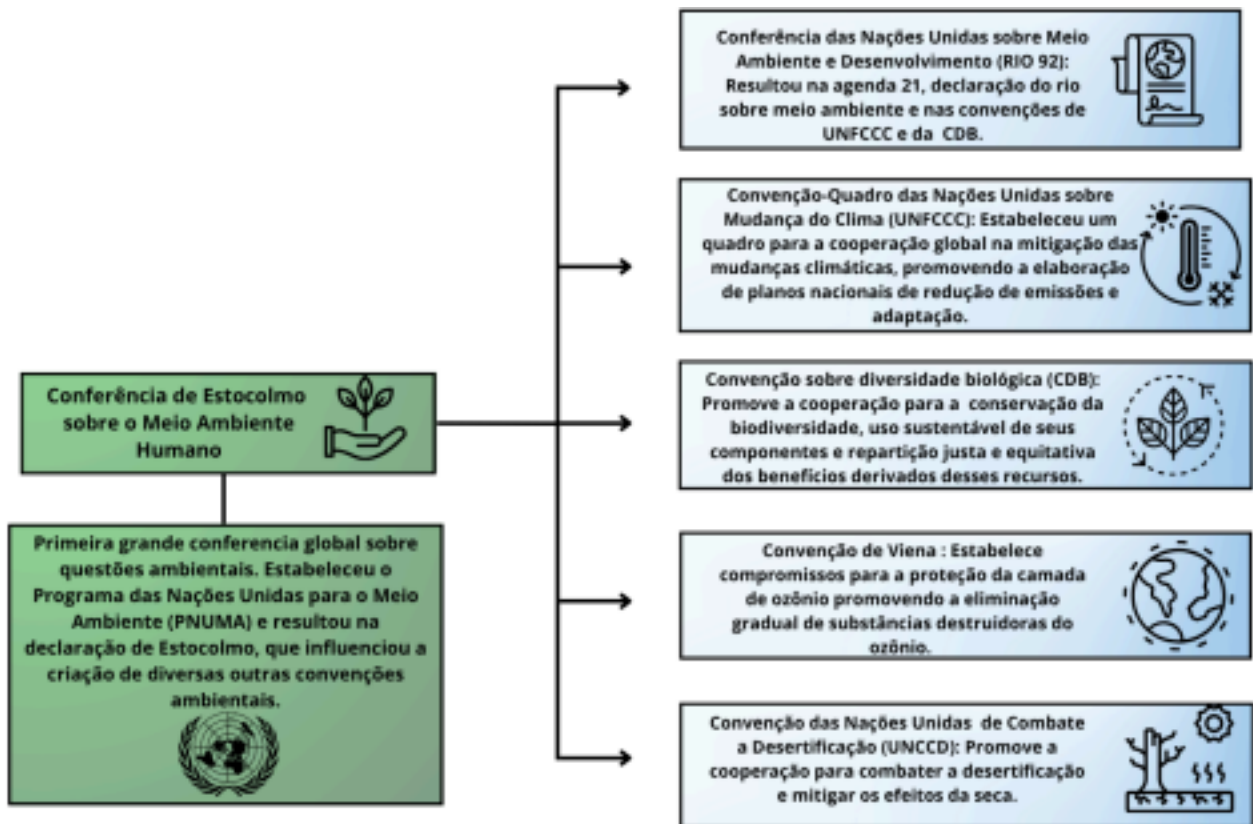 Conferência de Estocolmo
sobre o Meio Ambiente
Humano
Primeira grande conferencia global sobre
questões ambientais. Estabeleceu o
Programa das Nações Unidas para o Meio
Ambiente (PNUMA) e resultou na
declaração de Estocolmo, que influenciou a
criação de diversas outras convenções
ambientais.
Conferência das Nações Unidas sobre Meio
Ambiente e Desenvolvimento (RIO 92):
Resultou na agenda 21, declaração do rio
sobre meio ambiente e nas convenções de
UNFCCC e da CDB.
Convenção-Quadro das Nações Unidas sobre
Mudança do Clima (UNFCCC): Estabeleceu um
quadro para a cooperação global na mitigação das
mudanças climáticas, promovendo a elaboração
de planos nacionais de redução de emissões e
adaptação.
Convenção sobre diversidade biológica (CDB):
Promove a cooperação para a conservação da
biodiversidade, uso sustentável de seus
componentes e repartição justa e equitativa
dos benefícios derivados desses recursos.
Convenção de Viena : Estabelece
compromissos para a proteção da camada
de ozônio promovendo a eliminação
gradual de substâncias destruidoras do
ozônio.
Convenção das Nações Unidas de Combate
a Desertificação (UNCCD): Promove a
cooperação para combater a desertificação
e mitigar os efeitos da seca.